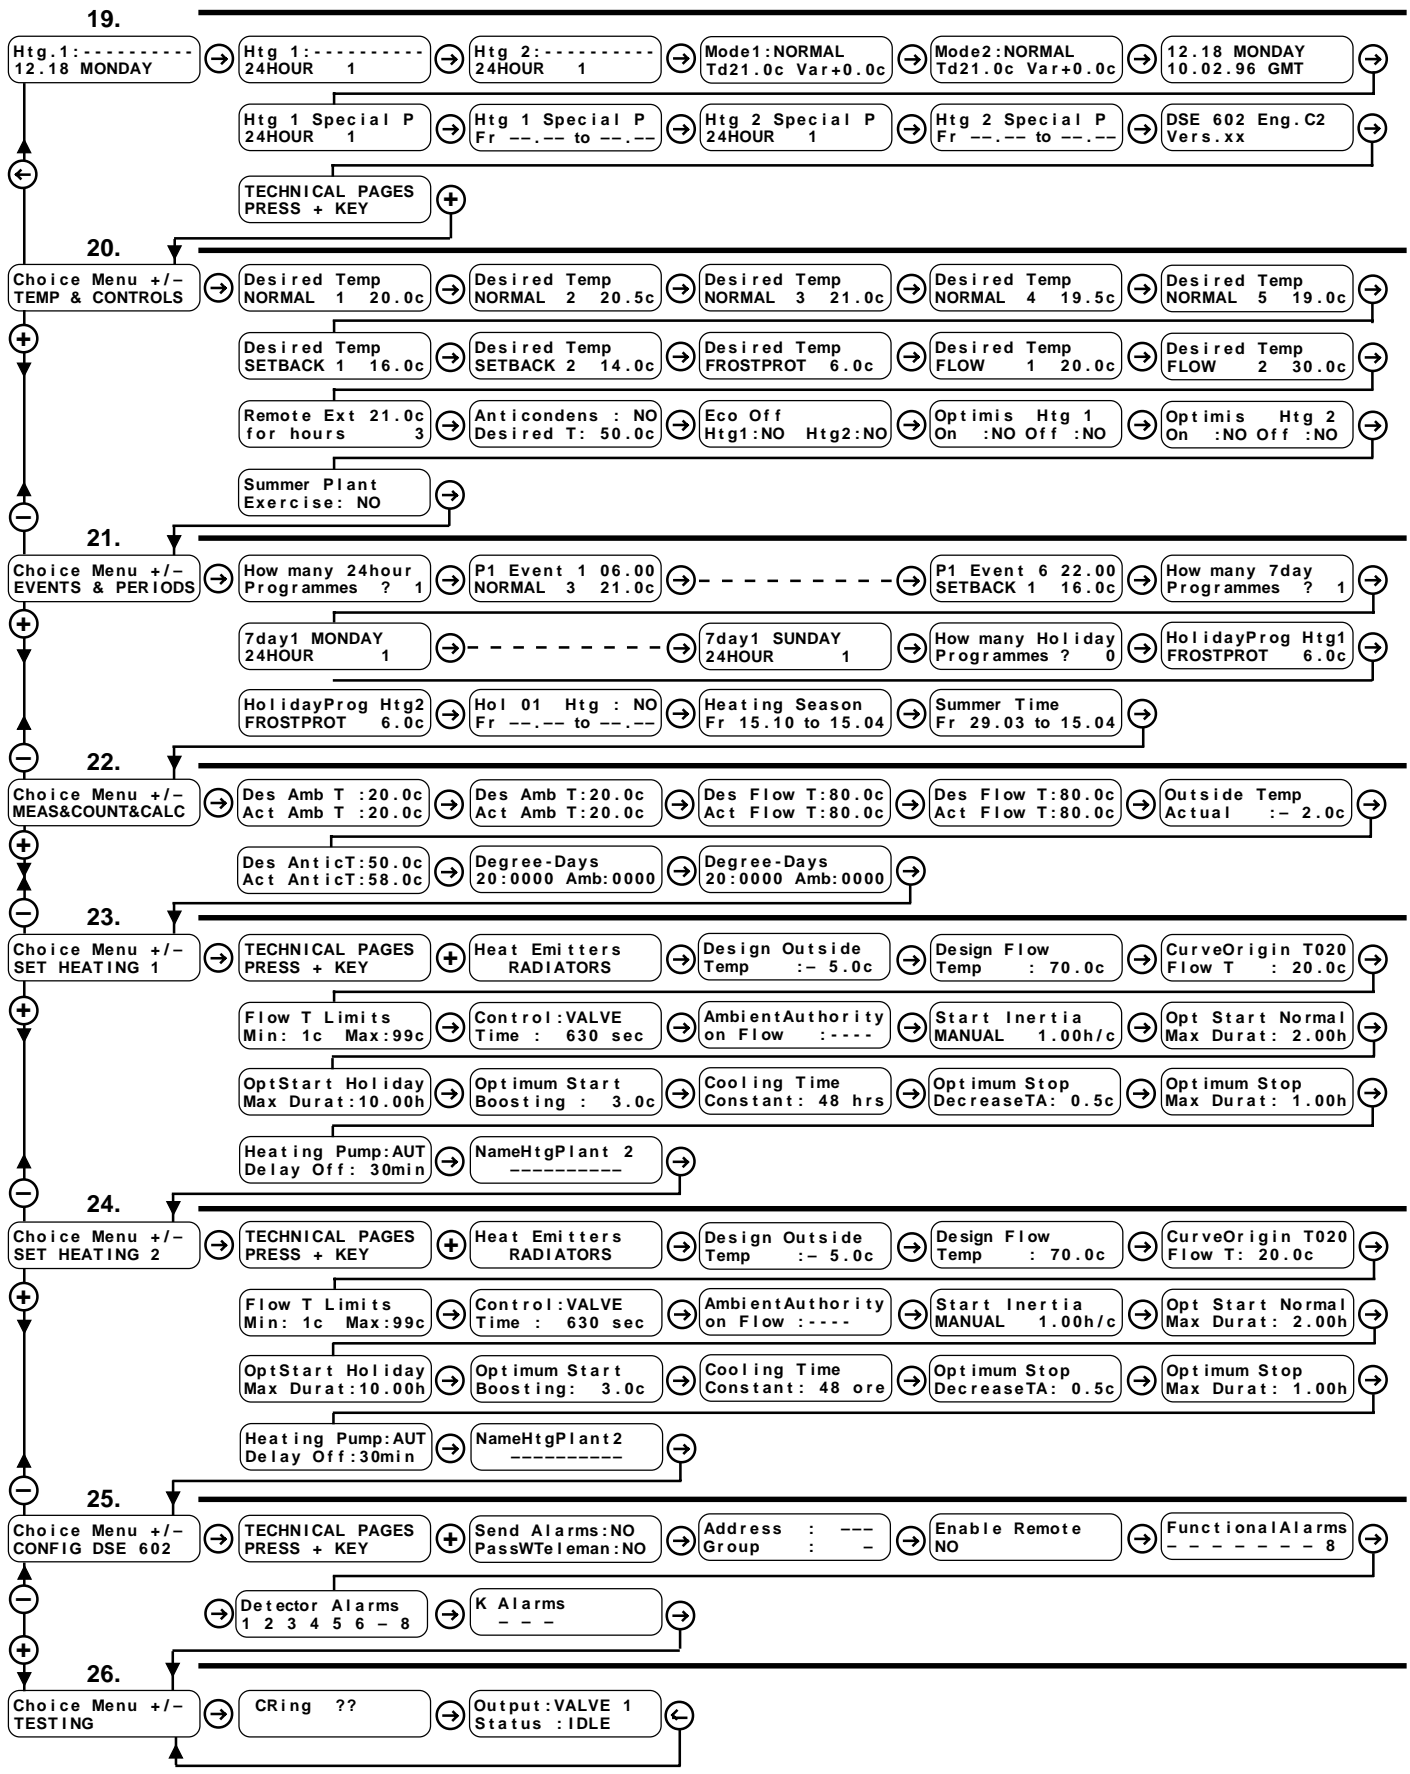 19.
Htg.1:----------
12.18 MONDAY
Htg 1:----------
24HOUR 1
Htg 2:----------
24HOUR 1
Mode1:NORMAL
Td21.0c Var+0.0c
Mode2:NORMAL
Td21.0c Var+0.0c
12.18 MONDAY
10.02.96 GMT
Htg 1 Special P
24HOUR 1
Htg 1 Special P
Fr ––.–– to ––.––
Htg 2 Special P
24HOUR 1
Htg 2 Special P
Fr ––.–– to ––.––
DSE 602 Eng.C2
Vers.xx
TECHNICAL PAGES
PRESS + KEY
20.
Choice Menu +/–
TEMP & CONTROLS
Desired Temp
NORMAL 1 20.0c
Desired Temp
NORMAL 2 20.5c
Desired Temp
NORMAL 3 21.0c
Desired Temp
NORMAL 4 19.5c
Desired Temp
NORMAL 5 19.0c
Desired Temp
SETBACK 1 16.0c
Desired Temp
SETBACK 2 14.0c
Desired Temp
FROSTPROT 6.0c
Desired Temp
FLOW 1 20.0c
Desired Temp
FLOW 2 30.0c
Remote Ext 21.0c
for hours 3
Anticondens : NO
Desired T: 50.0c
Eco Off
Htg1:NO Htg2:NO
Optimis Htg 1
On :NO Off :NO
Optimis Htg 2
On :NO Off :NO
Summer Plant
Exercise: NO
21.
Choice Menu +/–
EVENTS & PERIODS
How many 24hour
Programmes ? 1
P1 Event 1 06.00
NORMAL 3 21.0c
P1 Event 6 22.00
SETBACK 1 16.0c
How many 7day
Programmes ? 1
7day1 MONDAY
24HOUR 1
7day1 SUNDAY
24HOUR 1
How many Holiday
Programmes ? 0
HolidayProg Htg1
FROSTPROT 6.0c
HolidayProg Htg2
FROSTPROT 6.0c
Hol 01 Htg : NO
Fr ––.–– to ––.––
Heating Season
Fr 15.10 to 15.04
Summer Time
Fr 29.03 to 15.04
22.
Choice Menu +/–
MEAS&COUNT&CALC
Des Amb T :20.0c
Act Amb T :20.0c
Des Amb T:20.0c
Act Amb T:20.0c
Des Flow T:80.0c
Act Flow T:80.0c
Des Flow T:80.0c
Act Flow T:80.0c
Outside Temp
Actual :– 2.0c
Des AnticT:50.0c
Act AnticT:58.0c
Degree-Days
20:0000 Amb:0000
Degree-Days
20:0000 Amb:0000
23.
Choice Menu +/–
SET HEATING 1
TECHNICAL PAGES
PRESS + KEY
Heat Emitters
RADIATORS
Design Outside
Temp :– 5.0c
Design Flow
Temp : 70.0c
CurveOrigin T020
Flow T : 20.0c
Flow T Limits
Min: 1c Max:99c
Control:VALVE
Time : 630 sec
AmbientAuthority
on Flow :----
Start Inertia
MANUAL 1.00h/c
Opt Start Normal
Max Durat: 2.00h
OptStart Holiday
Max Durat:10.00h
Optimum Start
Boosting : 3.0c
Cooling Time
Constant: 48 hrs
Optimum Stop
DecreaseTA: 0.5c
Optimum Stop
Max Durat: 1.00h
Heating Pump:AUT
Delay Off: 30min
NameHtgPlant 2
––––––––––
24.
Choice Menu +/–
SET HEATING 2
TECHNICAL PAGES
PRESS + KEY
Heat Emitters
RADIATORS
Design Outside
Temp :– 5.0c
Design Flow
Temp : 70.0c
CurveOrigin T020
Flow T: 20.0c
Flow T Limits
Min: 1c Max:99c
Control:VALVE
Time : 630 sec
AmbientAuthority
on Flow :----
Start Inertia
MANUAL 1.00h/c
Opt Start Normal
Max Durat: 2.00h
OptStart Holiday
Max Durat:10.00h
Optimum Start
Boosting: 3.0c
Cooling Time
Constant: 48 ore
Optimum Stop
DecreaseTA: 0.5c
Optimum Stop
Max Durat: 1.00h
Heating Pump:AUT
Delay Off:30min
NameHtgPlant2
––––––––––
25.
Choice Menu +/–
CONFIG DSE 602
TECHNICAL PAGES
PRESS + KEY
Send Alarms:NO
PassWTeleman:NO
Address : –––
Group : –
Enable Remote
NO
FunctionalAlarms
– – – – – – – 8
Detector Alarms
1 2 3 4 5 6 – 8
K Alarms
– – –
26.
Choice Menu +/–
TESTING
CRing ??
Output:VALVE 1
Status :IDLE